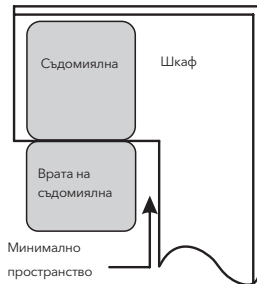 Съдомиялна
Шкаф
Врата на
съдомиялна
Минимално
пространство